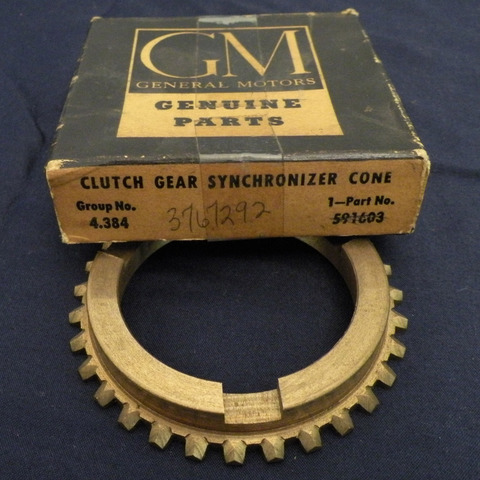 GM
GENERAL MOTORS
GENUINE
PARTS
CLUTCH GEAR SYNCHRONIZER CONE
Group No. 1—Part No.
4.384 3767292 591603